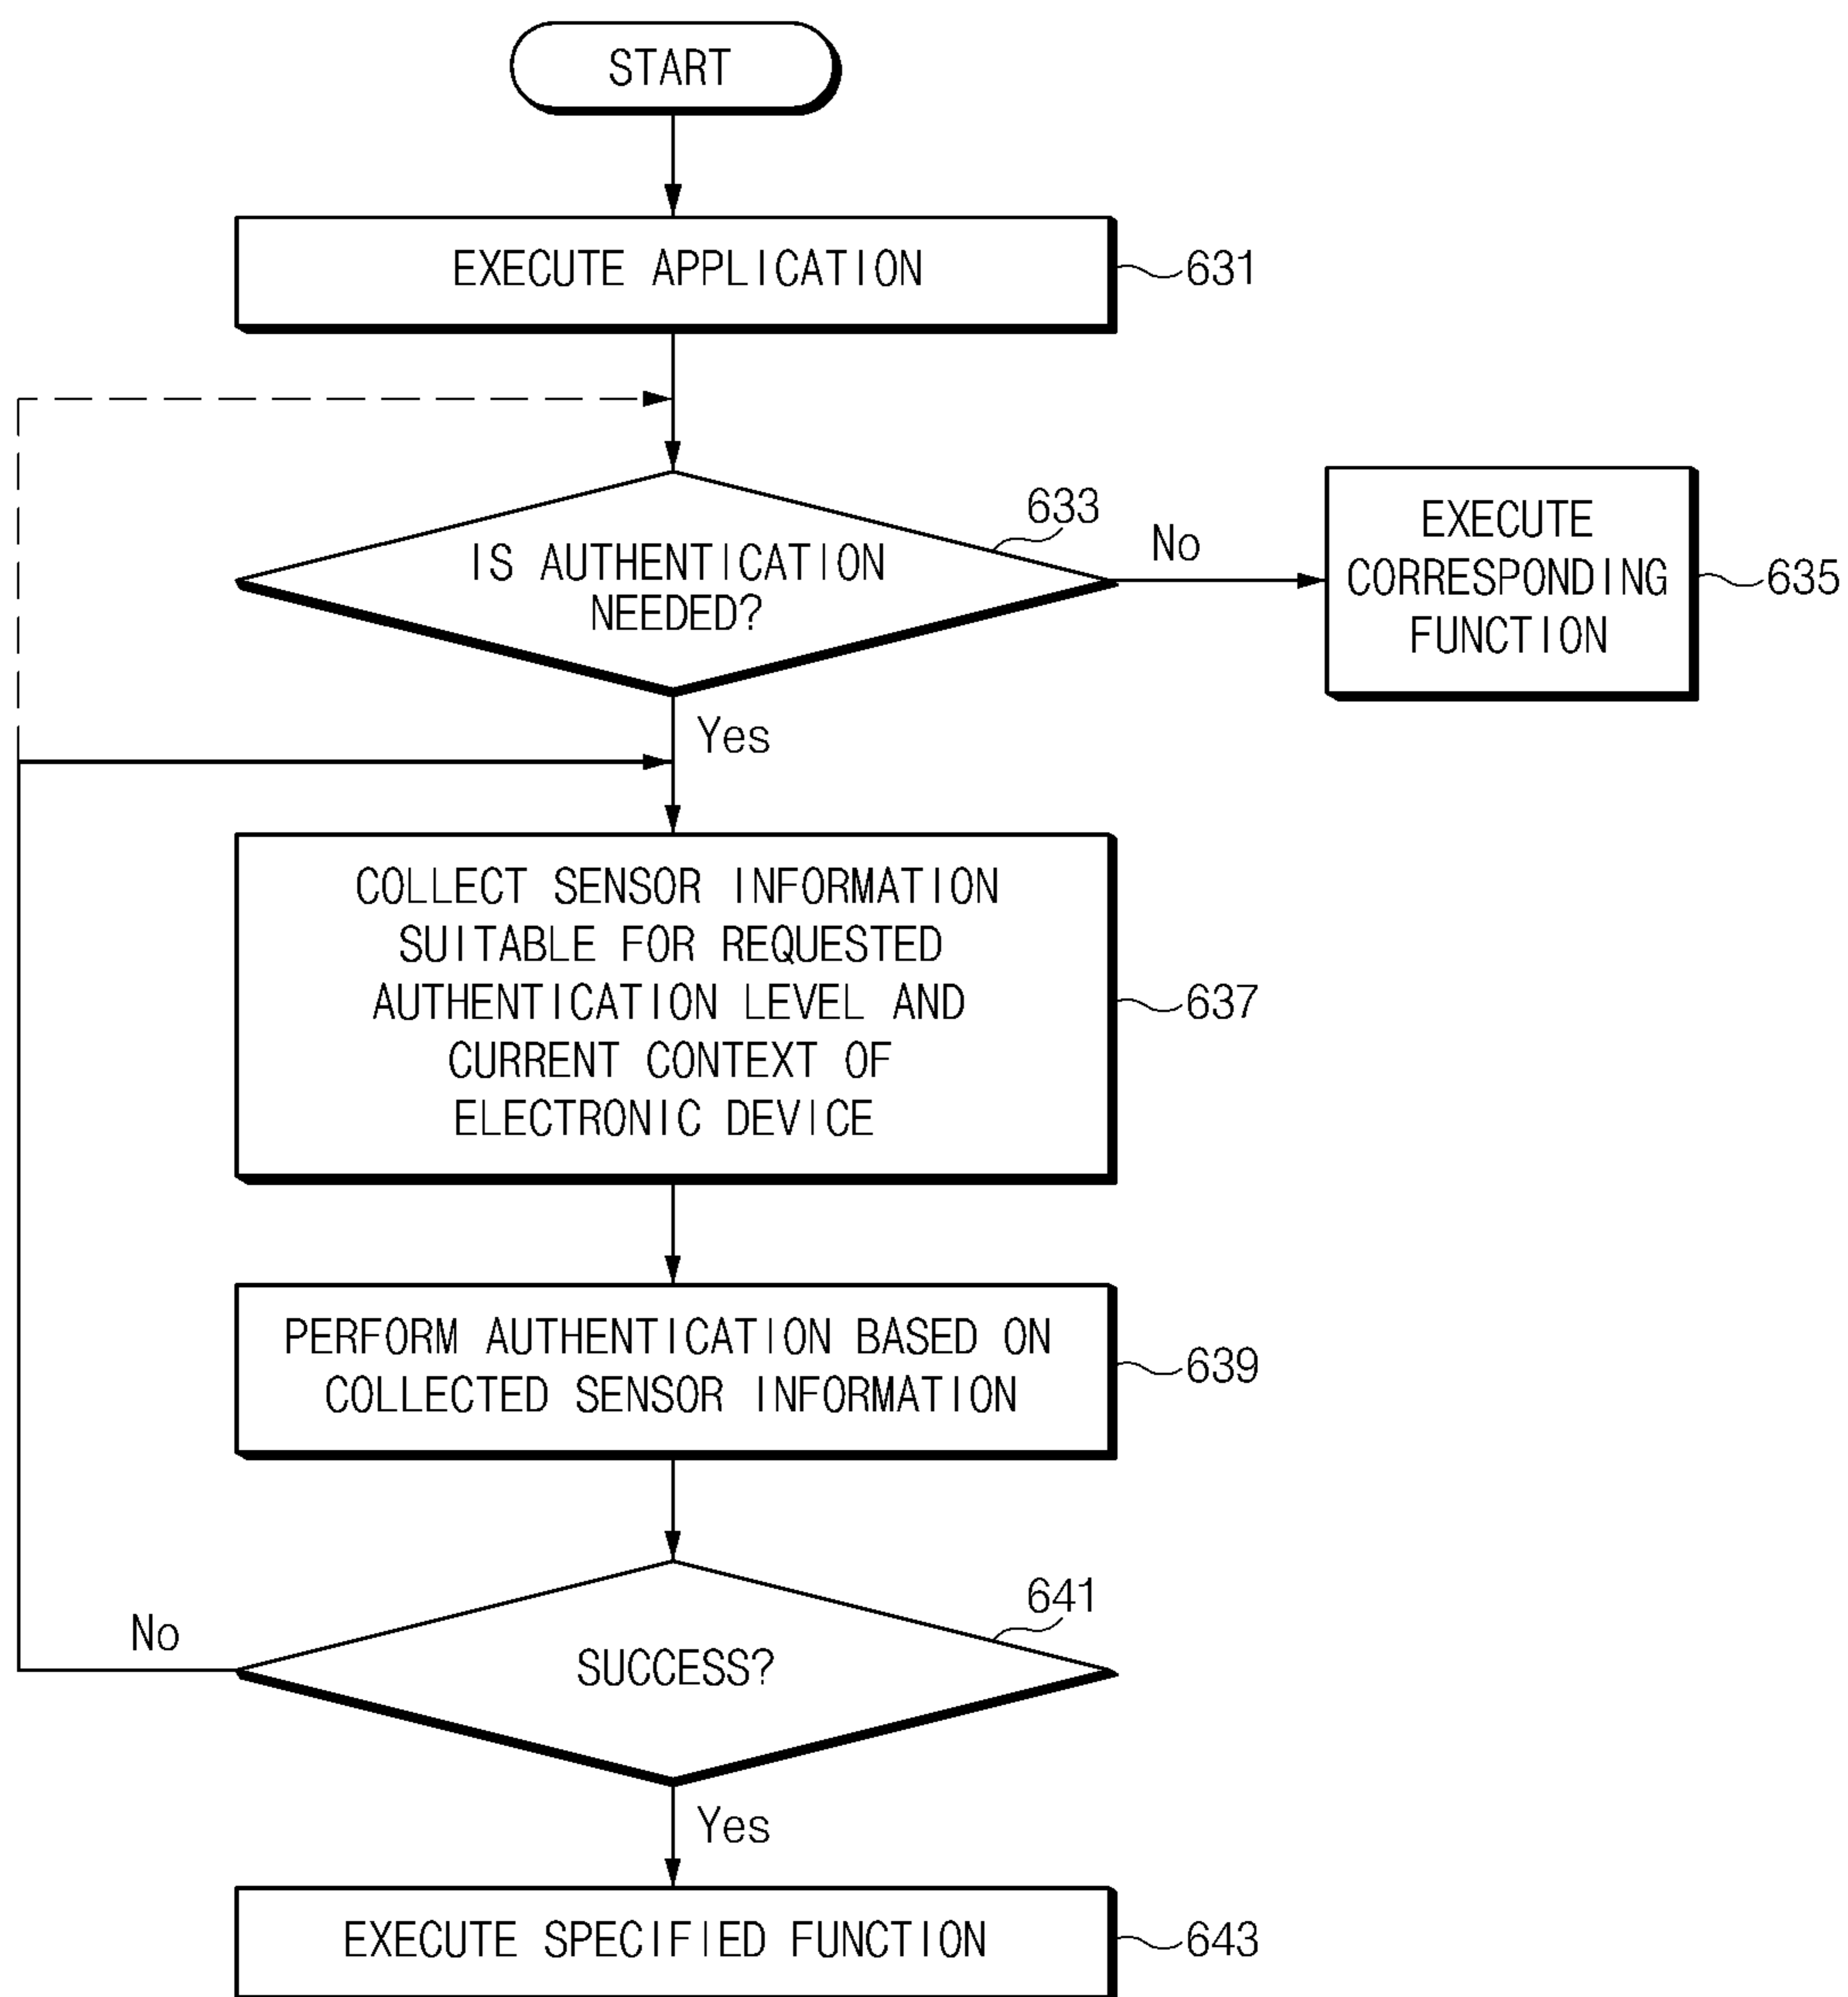 START
EXECUTE APPLICATION
631
633
IS AUTHENTICATION
NEEDED?
No
EXECUTE
CORRESPONDING
FUNCTION
635
Yes
COLLECT SENSOR INFORMATION
SUITABLE FOR REQUESTED
AUTHENTICATION LEVEL AND
CURRENT CONTEXT OF
ELECTRONIC DEVICE
637
PERFORM AUTHENTICATION BASED ON
COLLECTED SENSOR INFORMATION
639
641
No
SUCCESS?
Yes
EXECUTE SPECIFIED FUNCTION
643